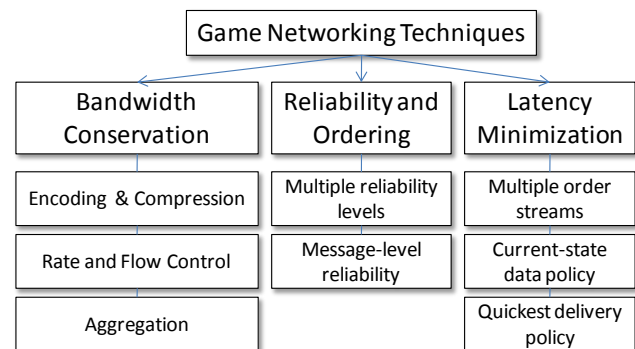 Game Networking Techniques
Bandwidth
Conservation
Encoding & Compression
Rate and Flow Control
Aggregation
Reliability and
Ordering
Multiple reliability
levels
Message-level
reliability
Latency
Minimization
Multiple order
streams
Current-state
data policy
Quickest delivery
policy